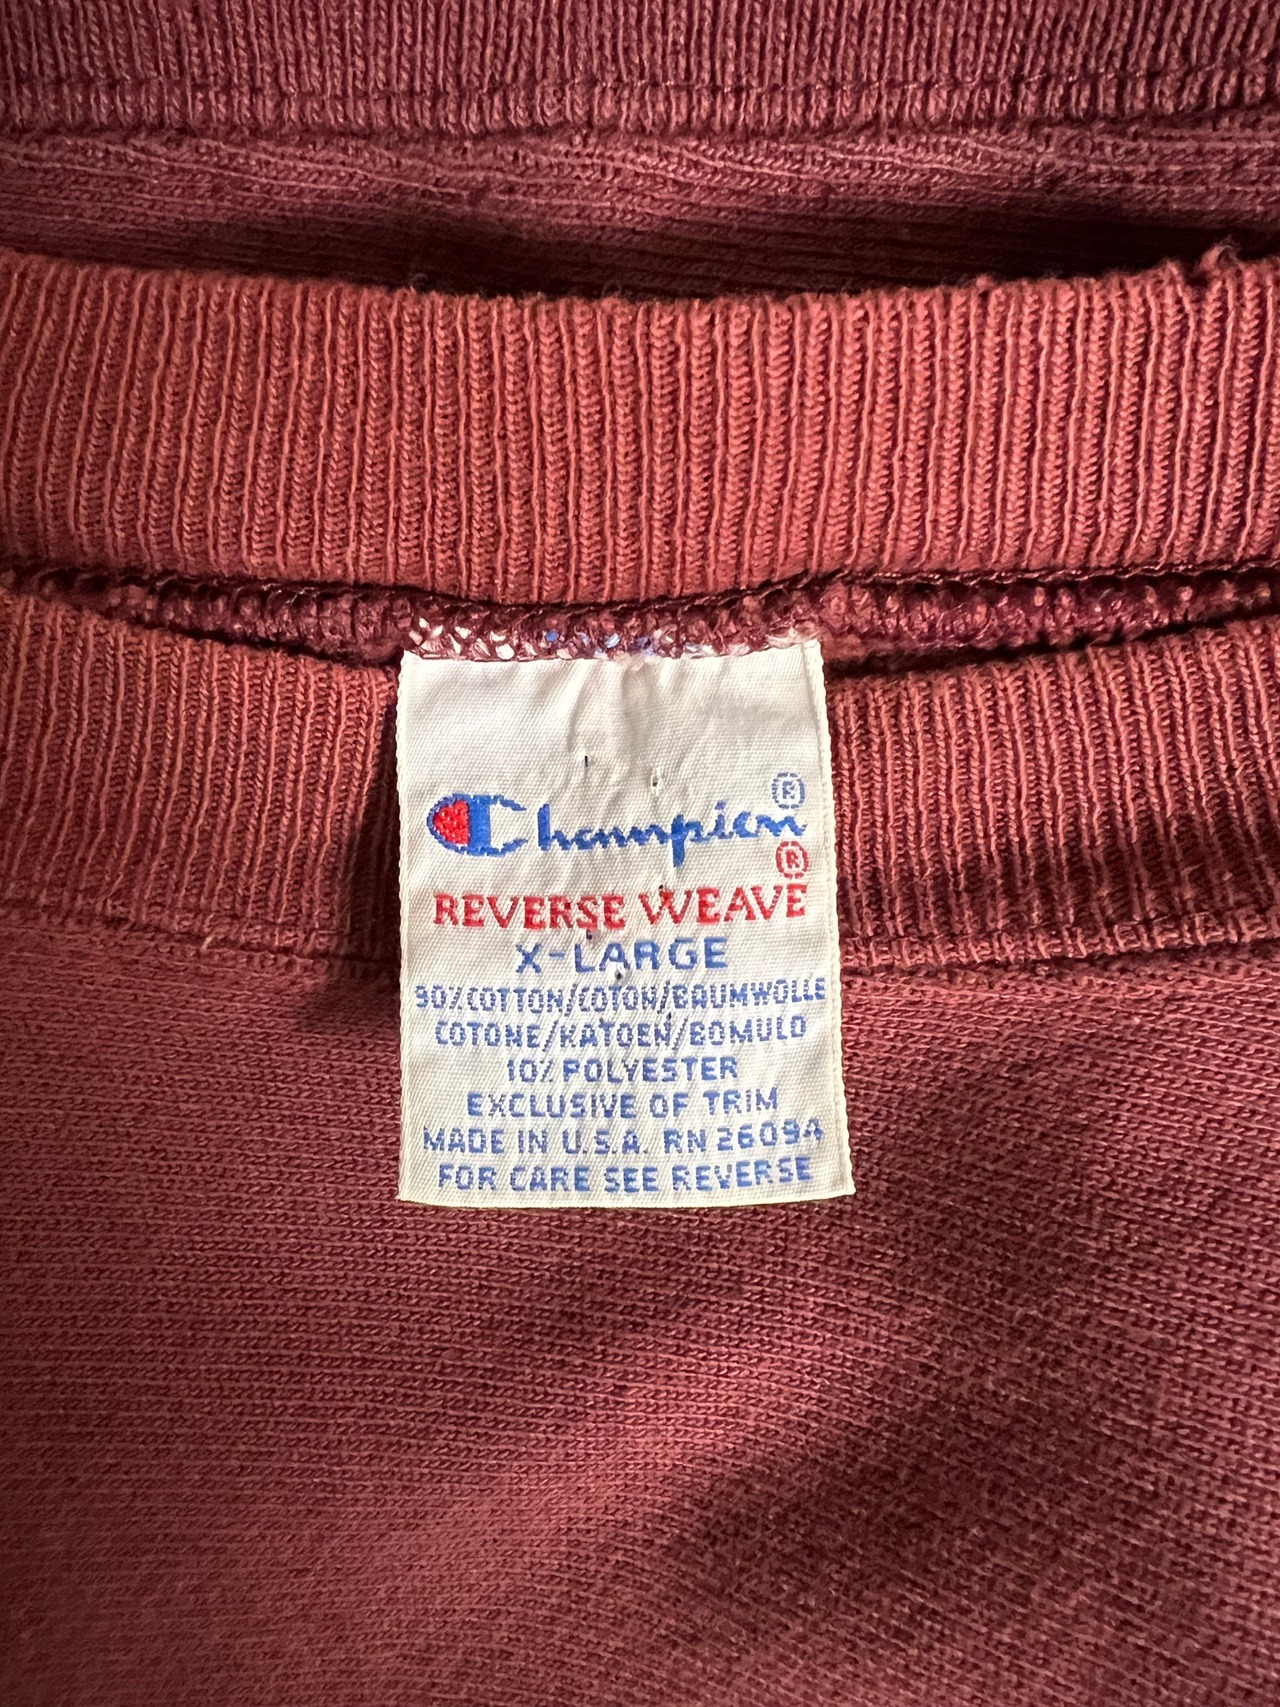 Champion®
REVERSE WEAVE®
X-LARGE
90% COTTON/COTON/BAUMWOLLE
COTONE/KATOEN/BOMULD
10% POLYESTER
EXCLUSIVE OF TRIM
MADE IN U.S.A. RN 26094
FOR CARE SEE REVERSE